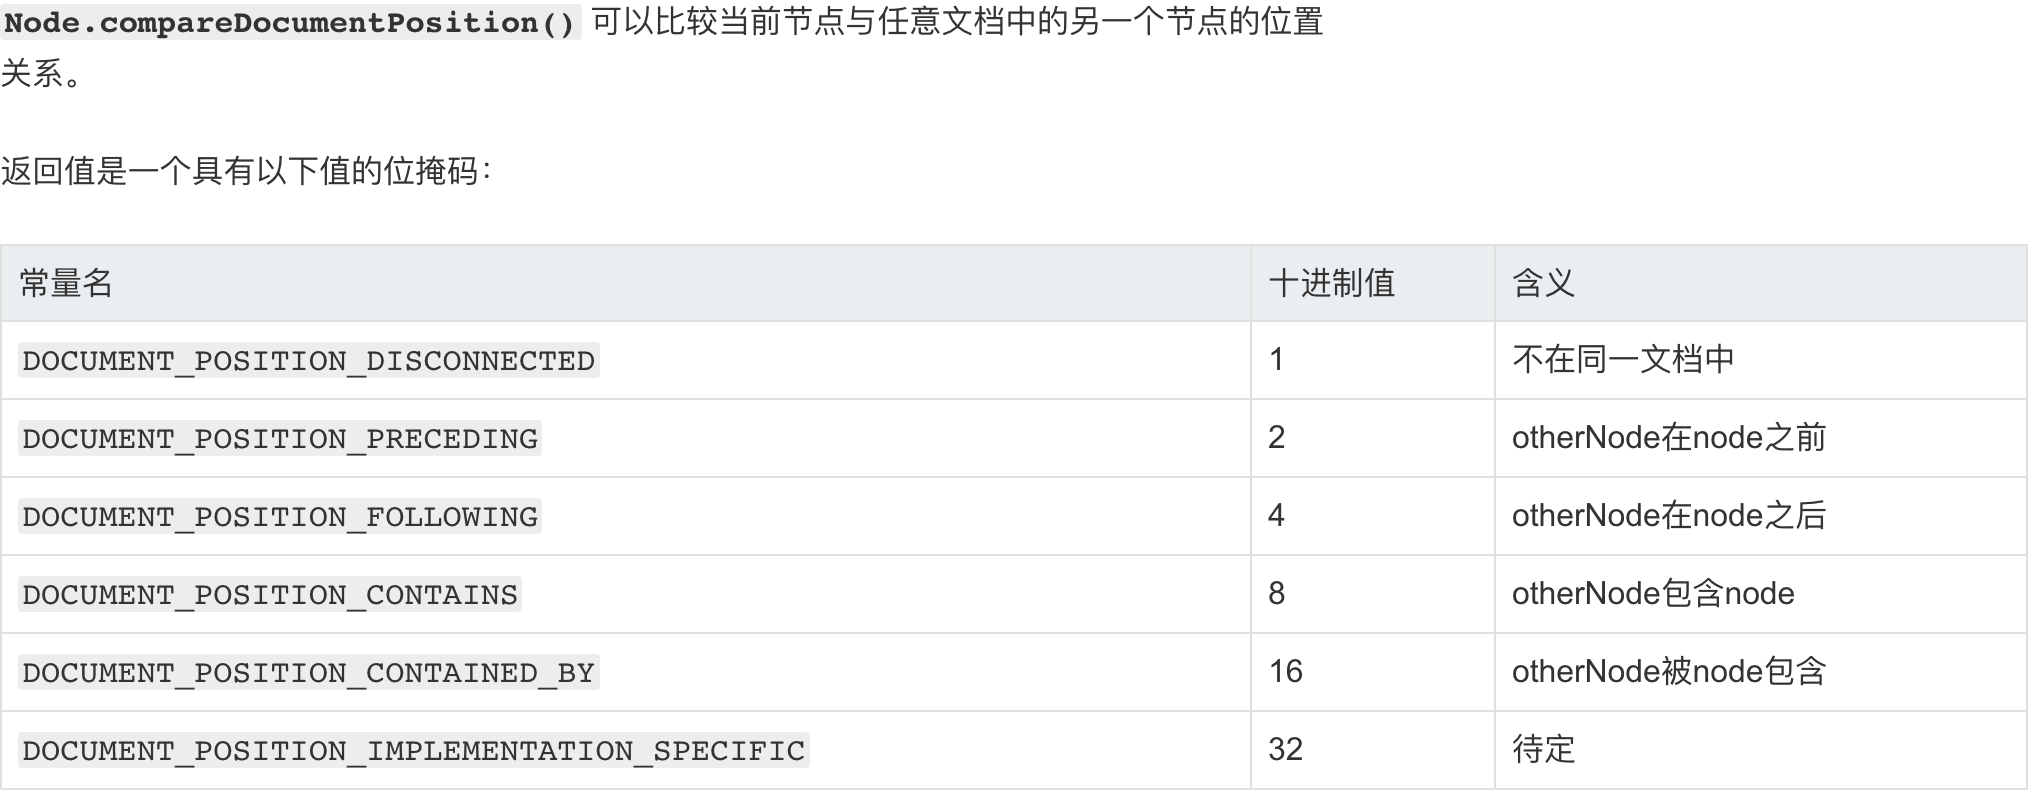 Node.compareDocumentPosition() 可以比较当前节点与任意文档中的另一个节点的位置
关系。
返回值是一个具有以下值的位掩码：
常量名 十进制值 含义
DOCUMENT_POSITION_DISCONNECTED 1 不在同一文档中
DOCUMENT_POSITION_PRECEDING 2 otherNode在node之前
DOCUMENT_POSITION_FOLLOWING 4 otherNode在node之后
DOCUMENT_POSITION_CONTAINS 8 otherNode包含node
DOCUMENT_POSITION_CONTAINED_BY 16 otherNode被node包含
DOCUMENT_POSITION_IMPLEMENTATION_SPECIFIC 32 待定